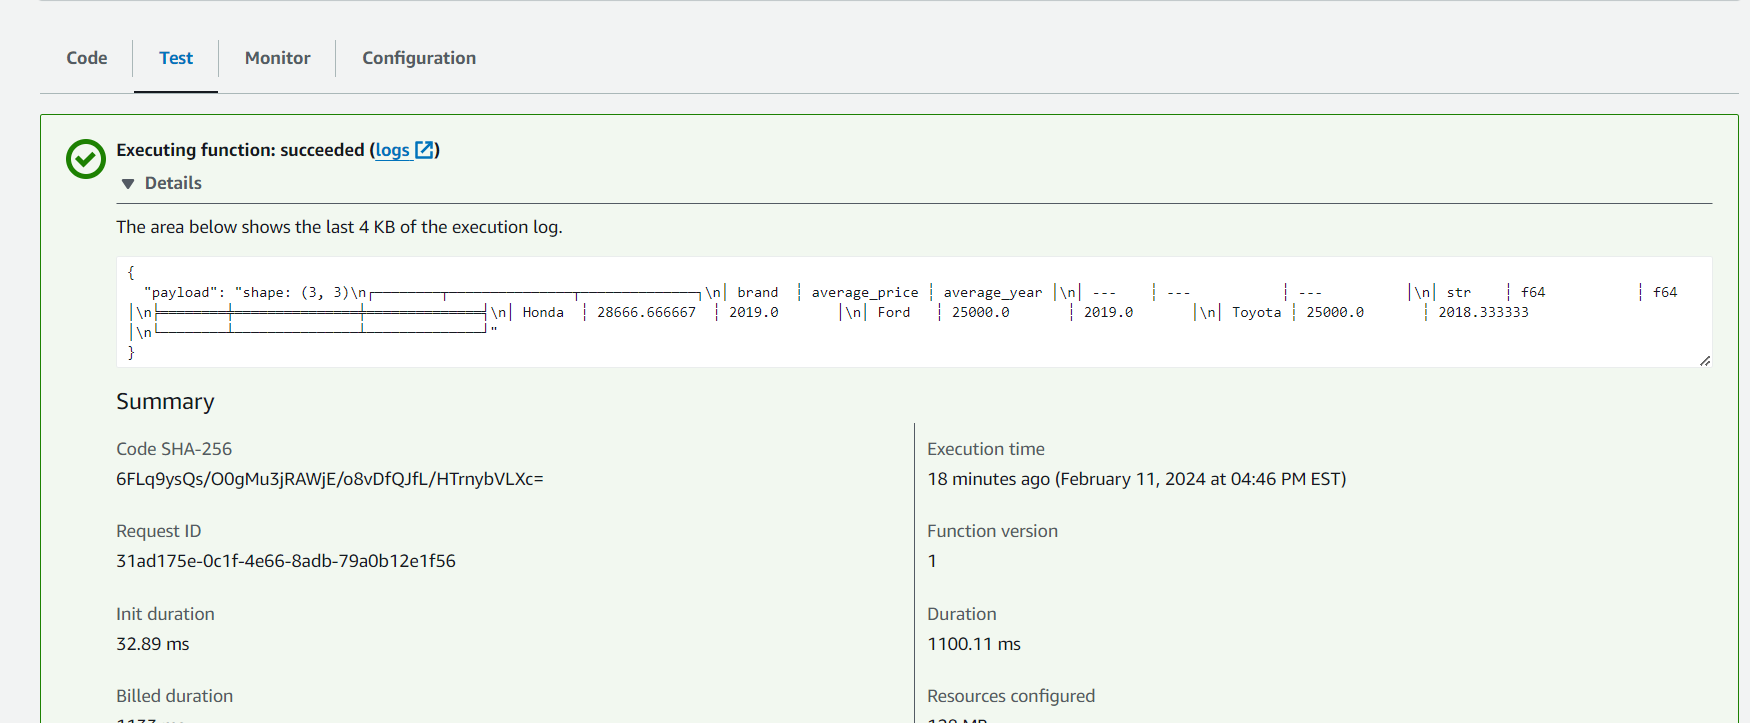 Code Test Monitor Configuration
Executing function: succeeded (logs)
Details
The area below shows the last 4 KB of the execution log.
{
"payload": "shape: (3, 3)\n┌────────┬───────────────┬──────────────┐\n│ brand ┆ average_price ┆ average_year │\n│ --- ┆ --- ┆ --- │\n│ str ┆ f64 ┆ f64
│\n╞════════╪═══════════════╪══════════════╡\n│ Honda ┆ 28666.666667 ┆ 2019.0 │\n│ Ford ┆ 25000.0 ┆ 2019.0 │\n│ Toyota ┆ 25000.0 ┆ 2018.333333
│\n└────────┴───────────────┴──────────────┘"
}
Summary
Code SHA-256
6FLq9ysQs/O0gMu3jRAWjE/o8vDfQJfL/HTrnybVLXc=
Execution time
18 minutes ago (February 11, 2024 at 04:46 PM EST)
Request ID
31ad175e-0c1f-4e66-8adb-79a0b12e1f56
Function version
1
Init duration
32.89 ms
Duration
1100.11 ms
Billed duration
Resources configured